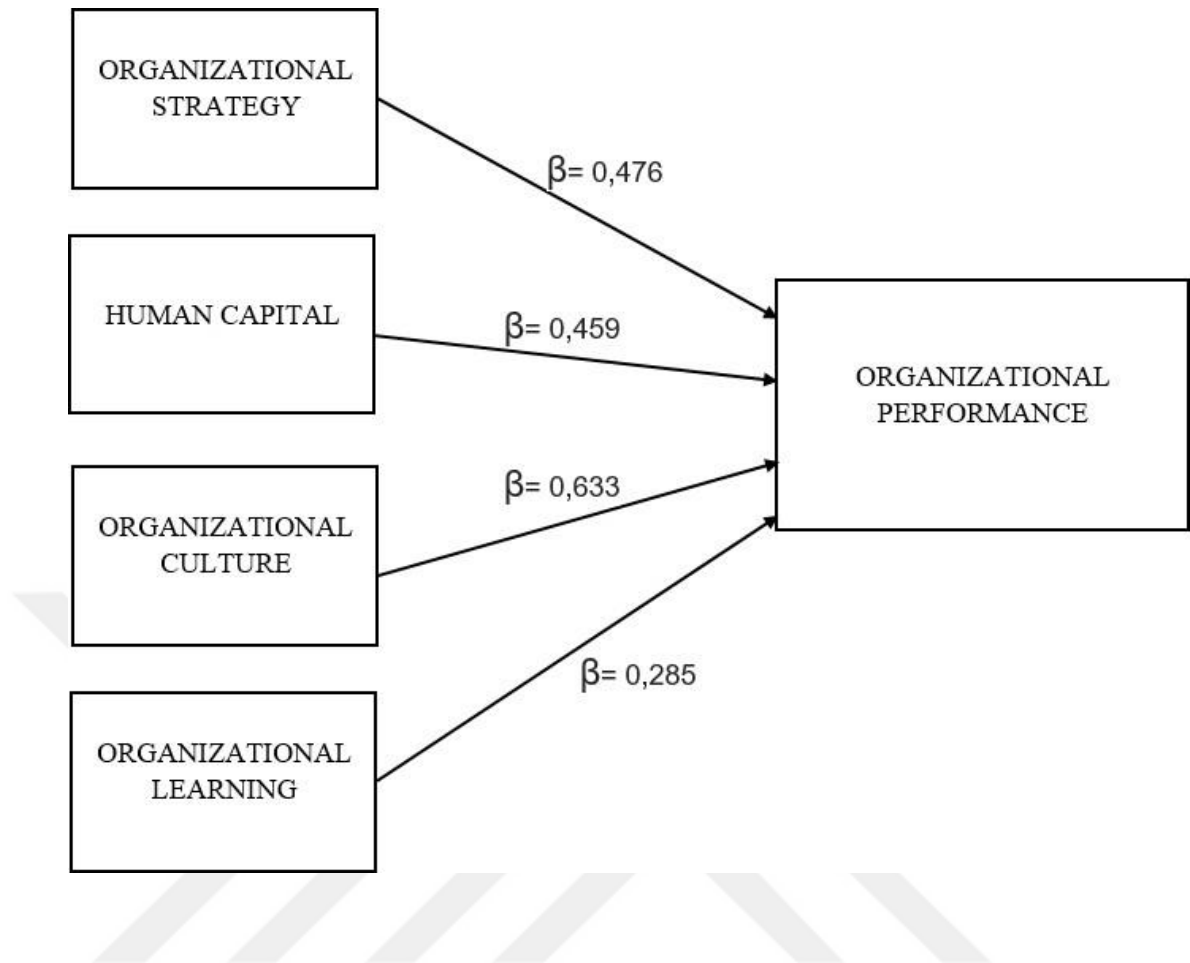 ORGANIZATIONAL
STRATEGY
β= 0,476
HUMAN CAPITAL
β= 0,459
ORGANIZATIONAL
PERFORMANCE
ORGANIZATIONAL
CULTURE
β= 0,633
ORGANIZATIONAL
LEARNING
β= 0,285